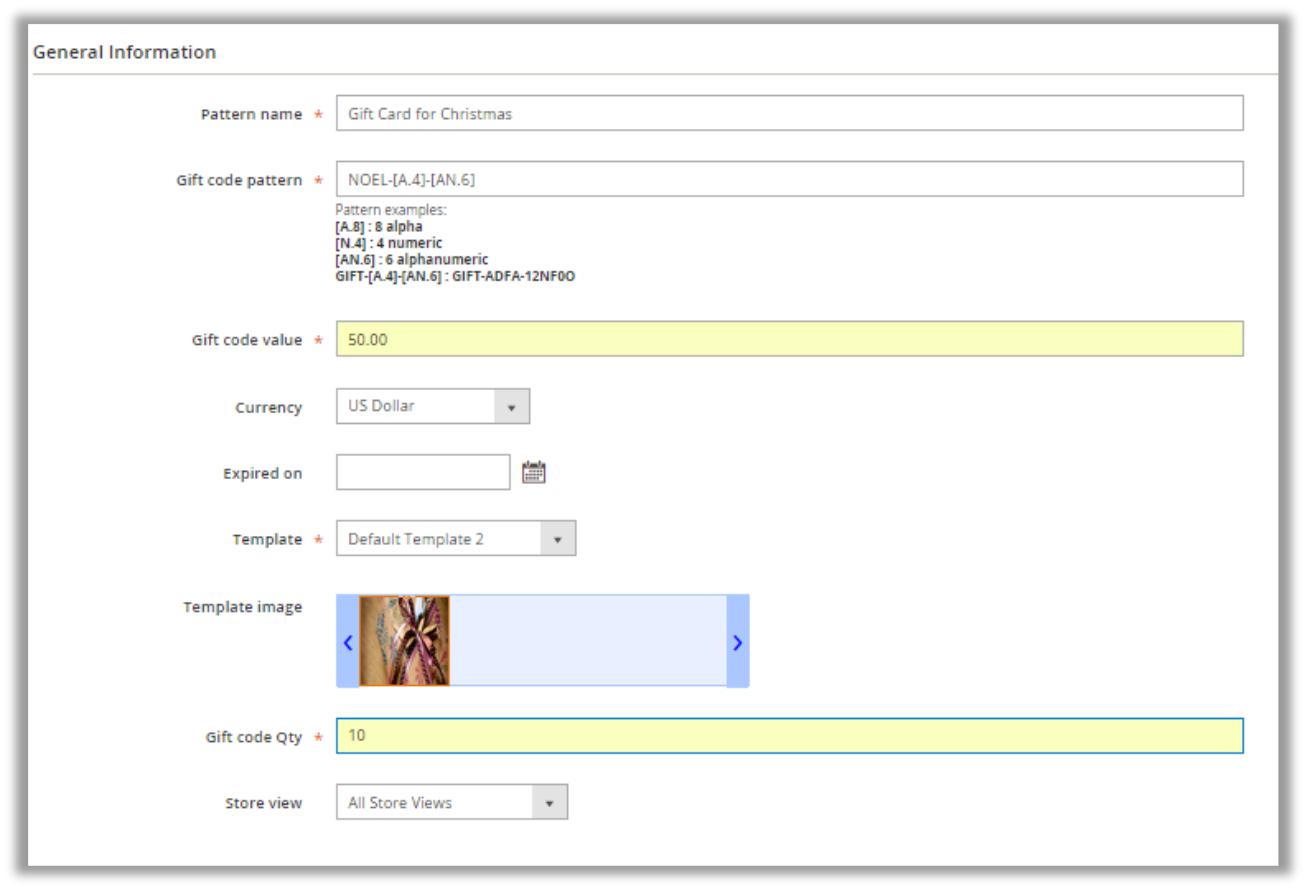 General Information
Pattern name * Gift Card for Christmas
Gift code pattern * NOEL-[A.4]-[AN.6]
Pattern examples:
[A.8] : 8 alpha
[N.4] : 4 numeric
[AN.6] : 6 alphanumeric
GIFT-[A.4]-[AN.6] : GIFT-ADFA-12NF0O
Gift code value * 50.00
Currency US Dollar
Expired on
Template * Default Template 2
Template image
Gift code Qty * 10
Store view All Store Views